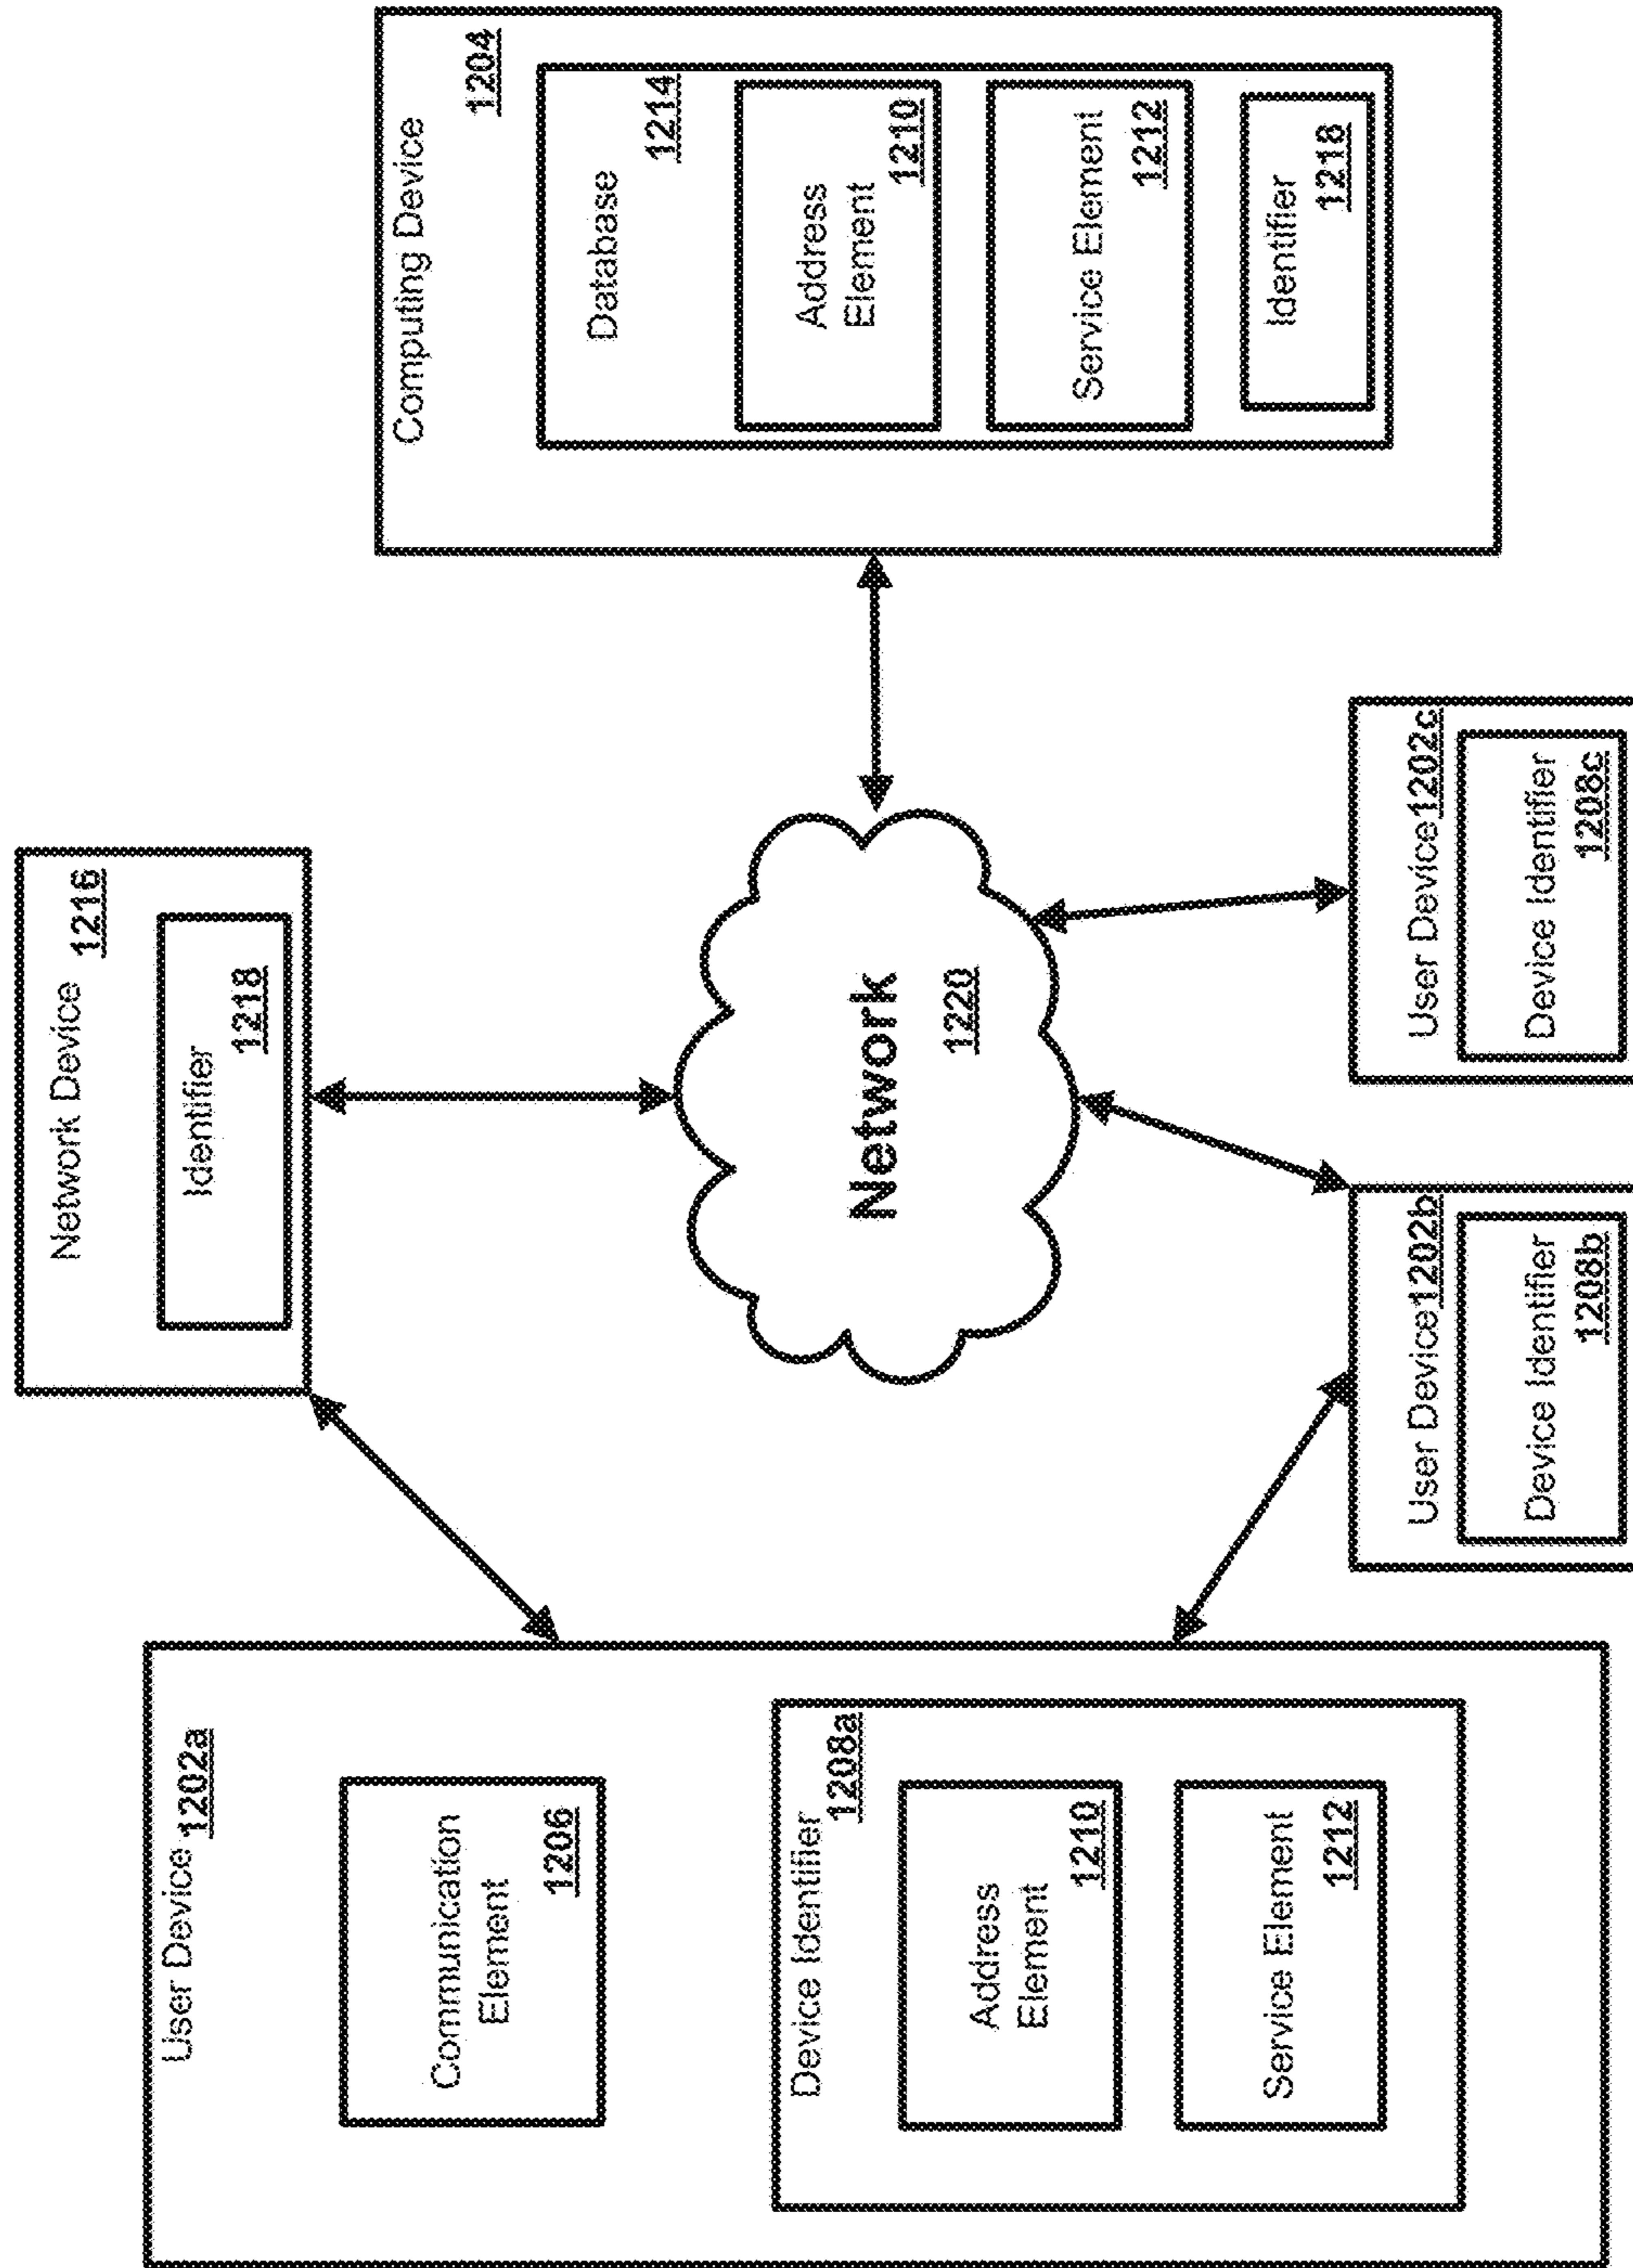 User Device 1202a
Communication
Element
1206
Device Identifier
1208a
Address
Element
1210
Service Element
1212
Network Device
1216
Identifier
1218
Network
1220
User Device 1202b
Device Identifier
1208b
User Device 1202c
Device Identifier
1208c
Computing Device
1204
Database
1214
Address
Element
1210
Service Element
1212
Identifier
1218